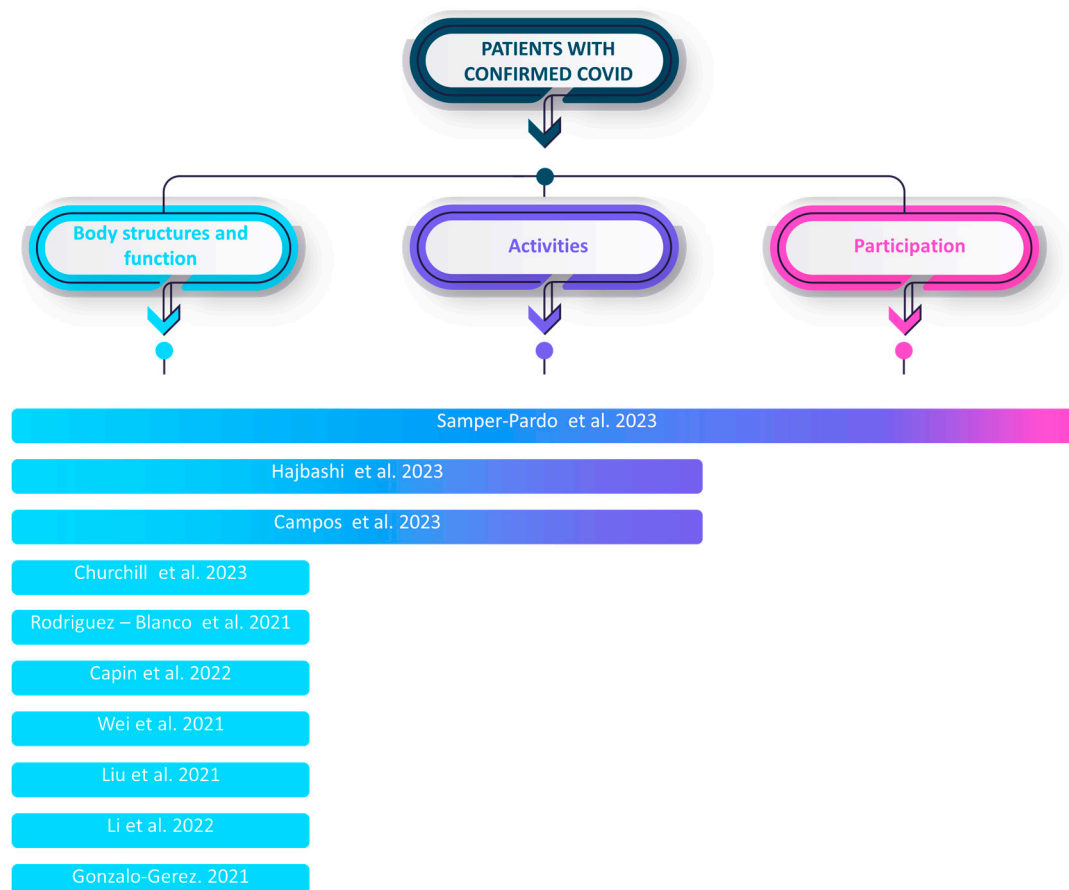 PATIENTS WITH
CONFIRMED COVID
Body structures and
function
Activities
Participation
Samper-Pardo et al. 2023
Hajbashi et al. 2023
Campos et al. 2023
Churchill et al. 2023
Rodriguez – Blanco et al. 2021
Capin et al. 2022
Wei et al. 2021
Liu et al. 2021
Li et al. 2022
Gonzalo-Gerez. 2021